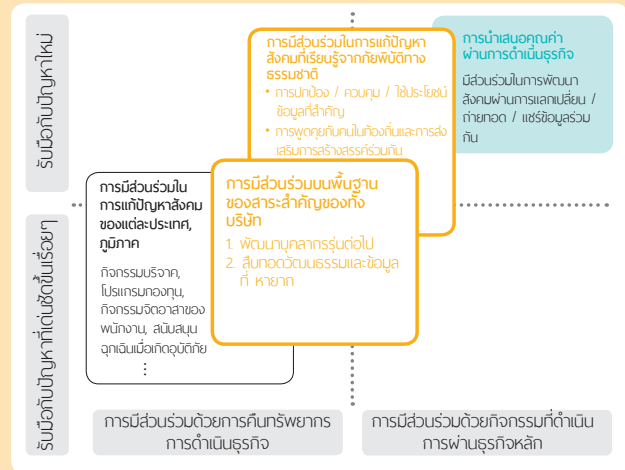 รับมือกับปัญหาใหม่
การมีส่วนร่วมในการแก้ปัญหา
สังคมที่เรียนรู้จากภัยพิบัติทาง
ธรรมชาติ
• การปกป้อง / ควบคุม / ใช้ประโยชน์
ข้อมูลที่สำคัญ
• การพูดคุยกับคนในท้องถิ่นและการส่ง
เสริมการสร้างสรรค์ร่วมกัน
การนำเสนอคุณค่า
ผ่านการดำเนินธุรกิจ
มีส่วนร่วมในการพัฒนา
สังคมผ่านการแลกเปลี่ยน /
ถ่ายทอด / แชร์ข้อมูลร่วม
กัน
รับมือกับปัญหาที่เด่นชัดขึ้นเรื่อยๆ
การมีส่วนร่วมใน
การแก้ปัญหาสังคม
ของแต่ละประเทศ,
ภูมิภาค
กิจกรรมบริจาค,
โปรแกรมกองทุน,
กิจกรรมจิตอาสาของ
พนักงาน, สนับสนุน
ฉุกเฉินเมื่อเกิดอุบัติภัย
⋮
การมีส่วนร่วมบนพื้นฐาน
ของสาระสำคัญของทั้ง
บริษัท
1. พัฒนาบุคลากรรุ่นต่อไป
2. สืบทอดวัฒนธรรมและข้อมูล
ที่ หายาก
การมีส่วนร่วมด้วยการคืนทรัพยากร
การดำเนินธุรกิจ
การมีส่วนร่วมด้วยกิจกรรมที่ดำเนิน
การผ่านธุรกิจหลัก